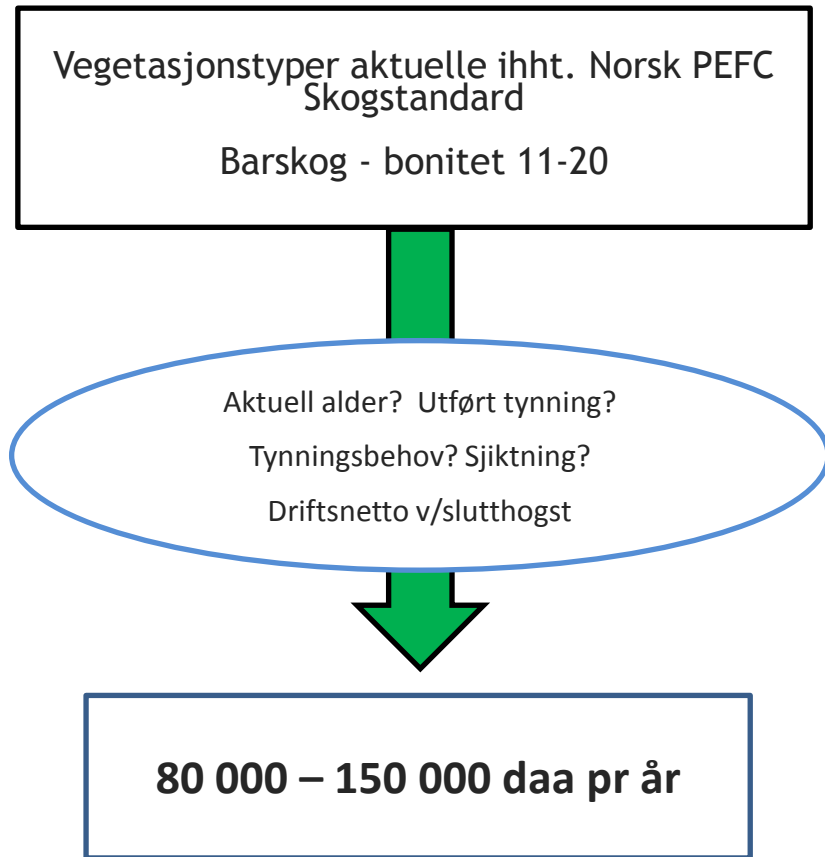 Vegetasjonstyper aktuelle ihht. Norsk PEFC
Skogstandard
Barskog - bonitet 11-20
Aktuell alder?  Utført tynning?
Tynningsbehov? Sjiktning?
Driftsnetto v/slutthogst
80 000 – 150 000 daa pr år